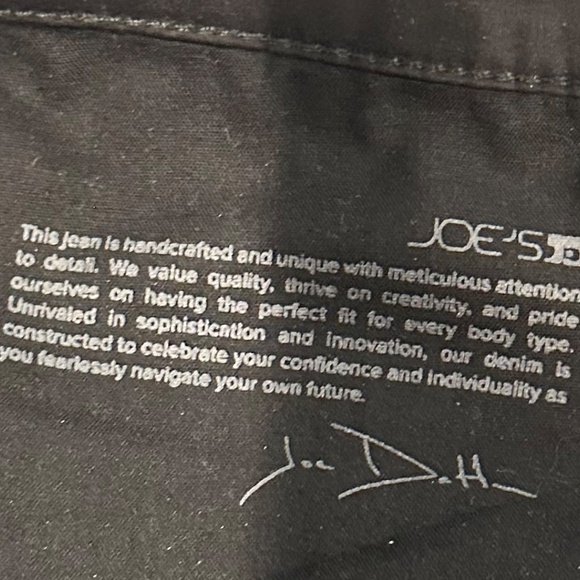 JOE'S
This jean is handcrafted and unique with meticulous attention
to detail. We value quality, thrive on creativity, and pride
ourselves on having the perfect fit for every body type.
Unrivaled in sophistication and innovation, our denim is
constructed to celebrate your confidence and individuality as
you fearlessly navigate your own future.
Joe